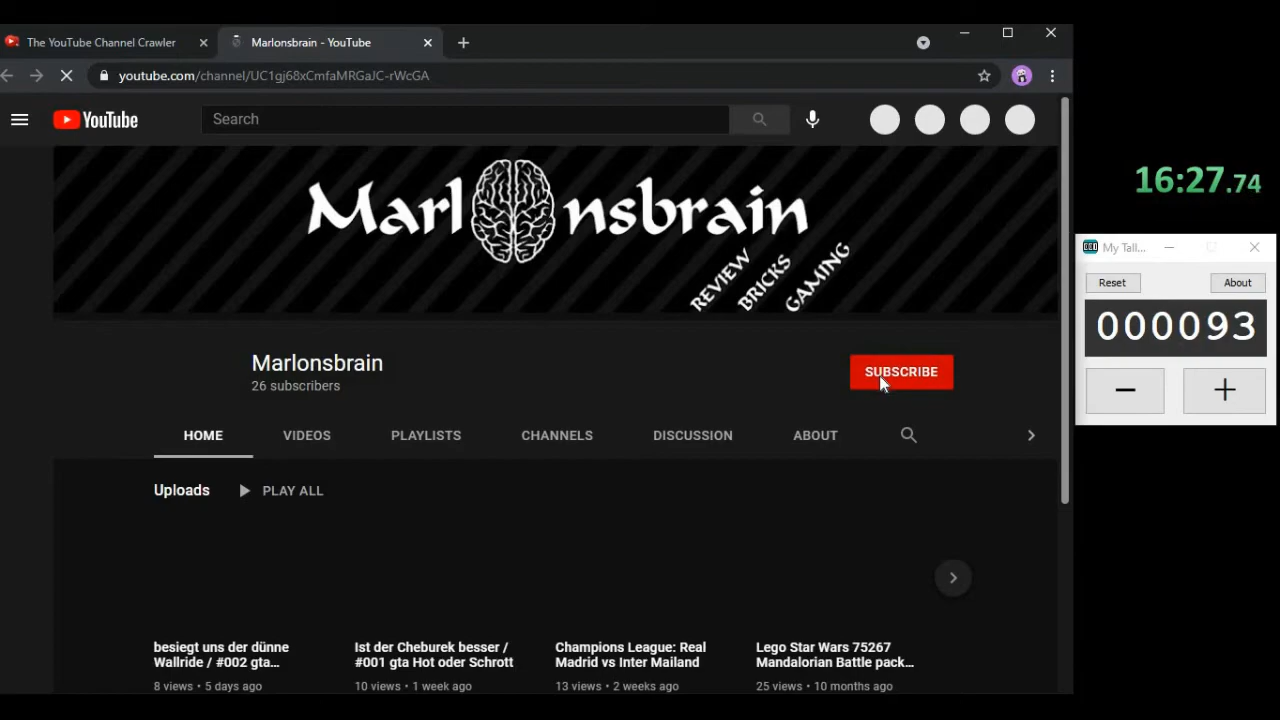 The YouTube Channel Crawler
Marlonsbrain - YouTube
youtube.com/channel/UC1gj68xCmfaMRGaJC-rWcGA
YouTube
Search
Marl nsbrain
REVIEW
BRICKS
GAMING
Marlonsbrain
26 subscribers
SUBSCRIBE
HOME VIDEOS PLAYLISTS CHANNELS DISCUSSION ABOUT
Uploads PLAY ALL
besiegt uns der dünne
Wallride / #002 gta...
8 views • 5 days ago
Ist der Cheburek besser /
#001 gta Hot oder Schrott
10 views • 1 week ago
Champions League: Real
Madrid vs Inter Mailand
13 views • 2 weeks ago
Lego Star Wars 75267
Mandalorian Battle pack...
25 views • 10 months ago
16:27.74
My Tall...
Reset About
000093
− +